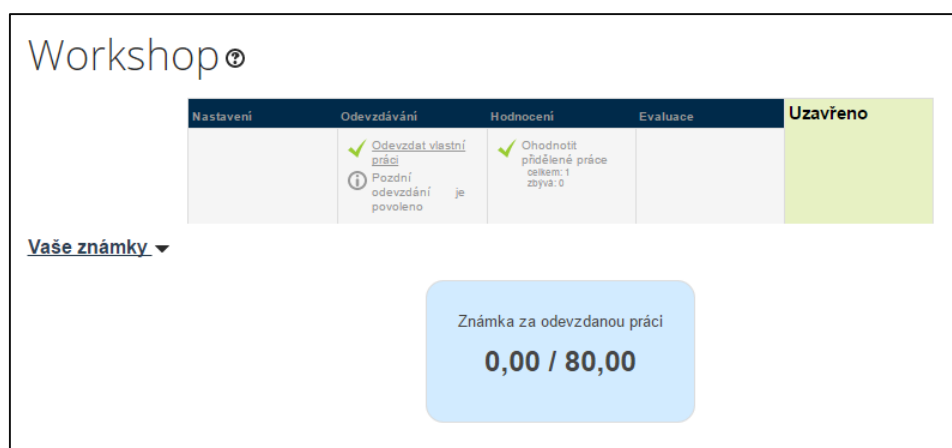 Workshop
Nastavení
Odevzdávání
Hodnocení
Evaluace
Uzavřeno
Odevzdat vlastní
práci
Pozdní
odevzdání je
povoleno
Ohodnotit
přidělené práce
celkem: 1
zbývá: 0
Vaše známky
Známka za odevzdanou práci
0,00 / 80,00